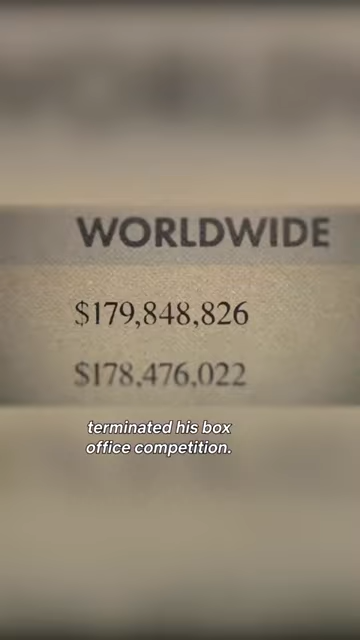 WORLDWIDE
$179,848,826
$178,476,022
terminated his box
office competition.